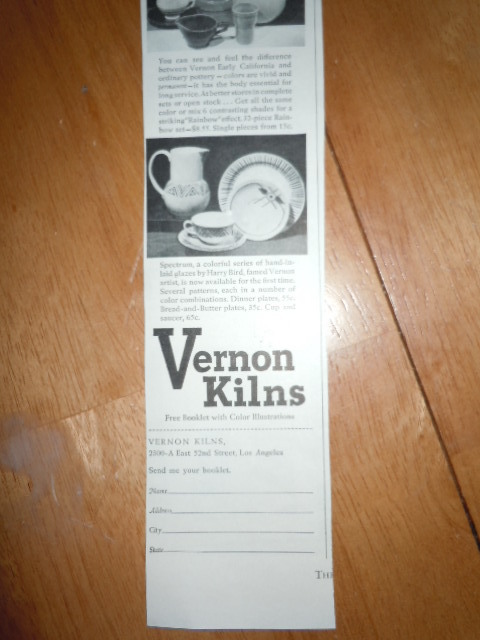 You can see and feel the difference
between Vernon Early California and
ordinary pottery—colors are vivid and
permanent—it has the body essential for
long service. At better stores in complete
sets or open stock . . . Get all the same
color or mix 6 contrasting shades for a
striking "Rainbow" effect. 35-piece Rain-
bow set—$8.95. Single pieces from 15c.
Spectrum, a colorful series of hand-in-
laid glazes by Harry Bird, famed Vernon
artist, is now available for the first time.
Several patterns, each in a number of
color combinations. Dinner plates, 55c.
Bread-and-Butter plates, 35c. Cup and
saucer, 65c.
Vernon
Kilns
Free Booklet with Color Illustrations
VERNON KILNS,
2300-A East 52nd Street, Los Angeles
Send me your booklet.
Name
Address
City
State
TH